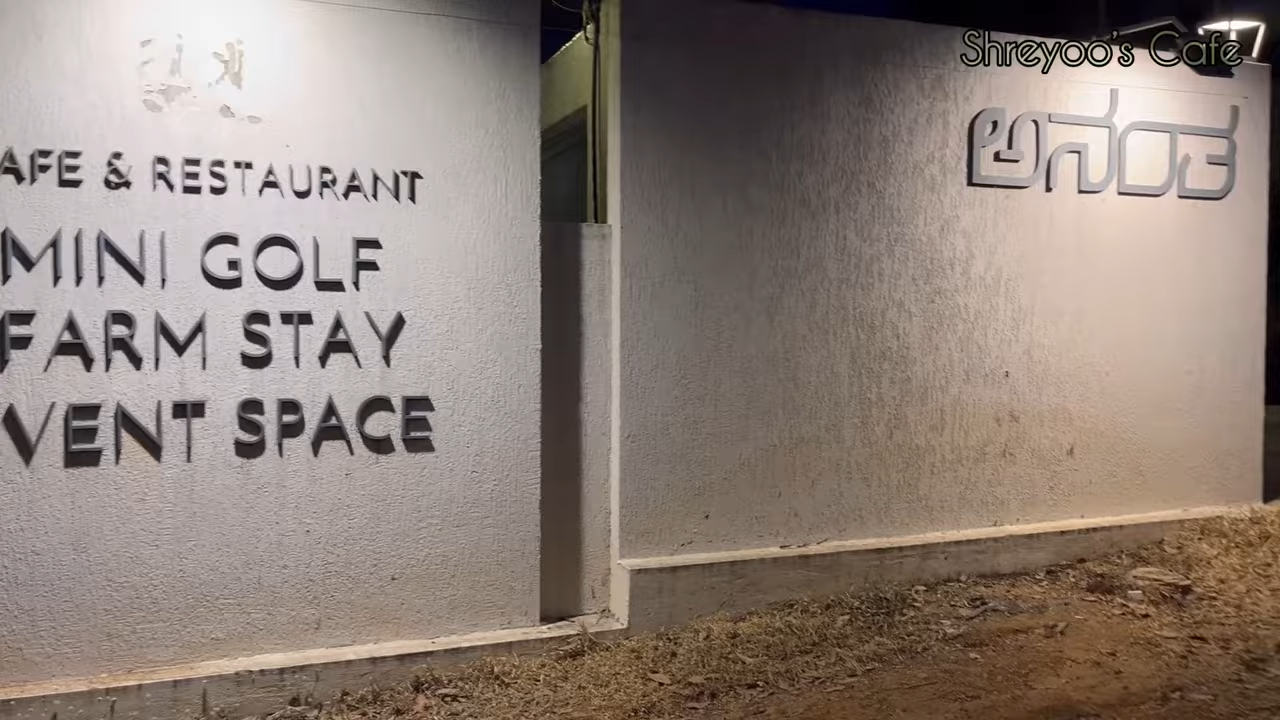 AFE & RESTAURANT
MINI GOLF
FARM STAY
VENT SPACE
Shreyoo's Cafe
ಅನಂತ